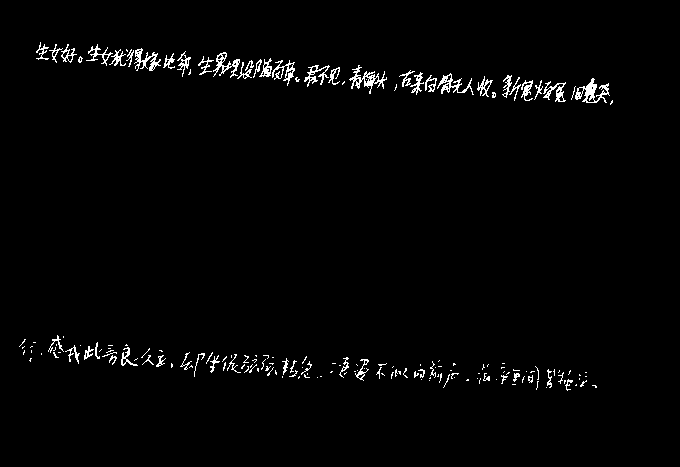 生女好。生女犹得嫁比邻,生男埋没随百草。君不见,青海头,古来白骨无人收。新鬼烦冤旧鬼哭,
行.感我此言良久立、却坐促弦弦转急..凄凄不似向前声.满座重闻皆掩泣、